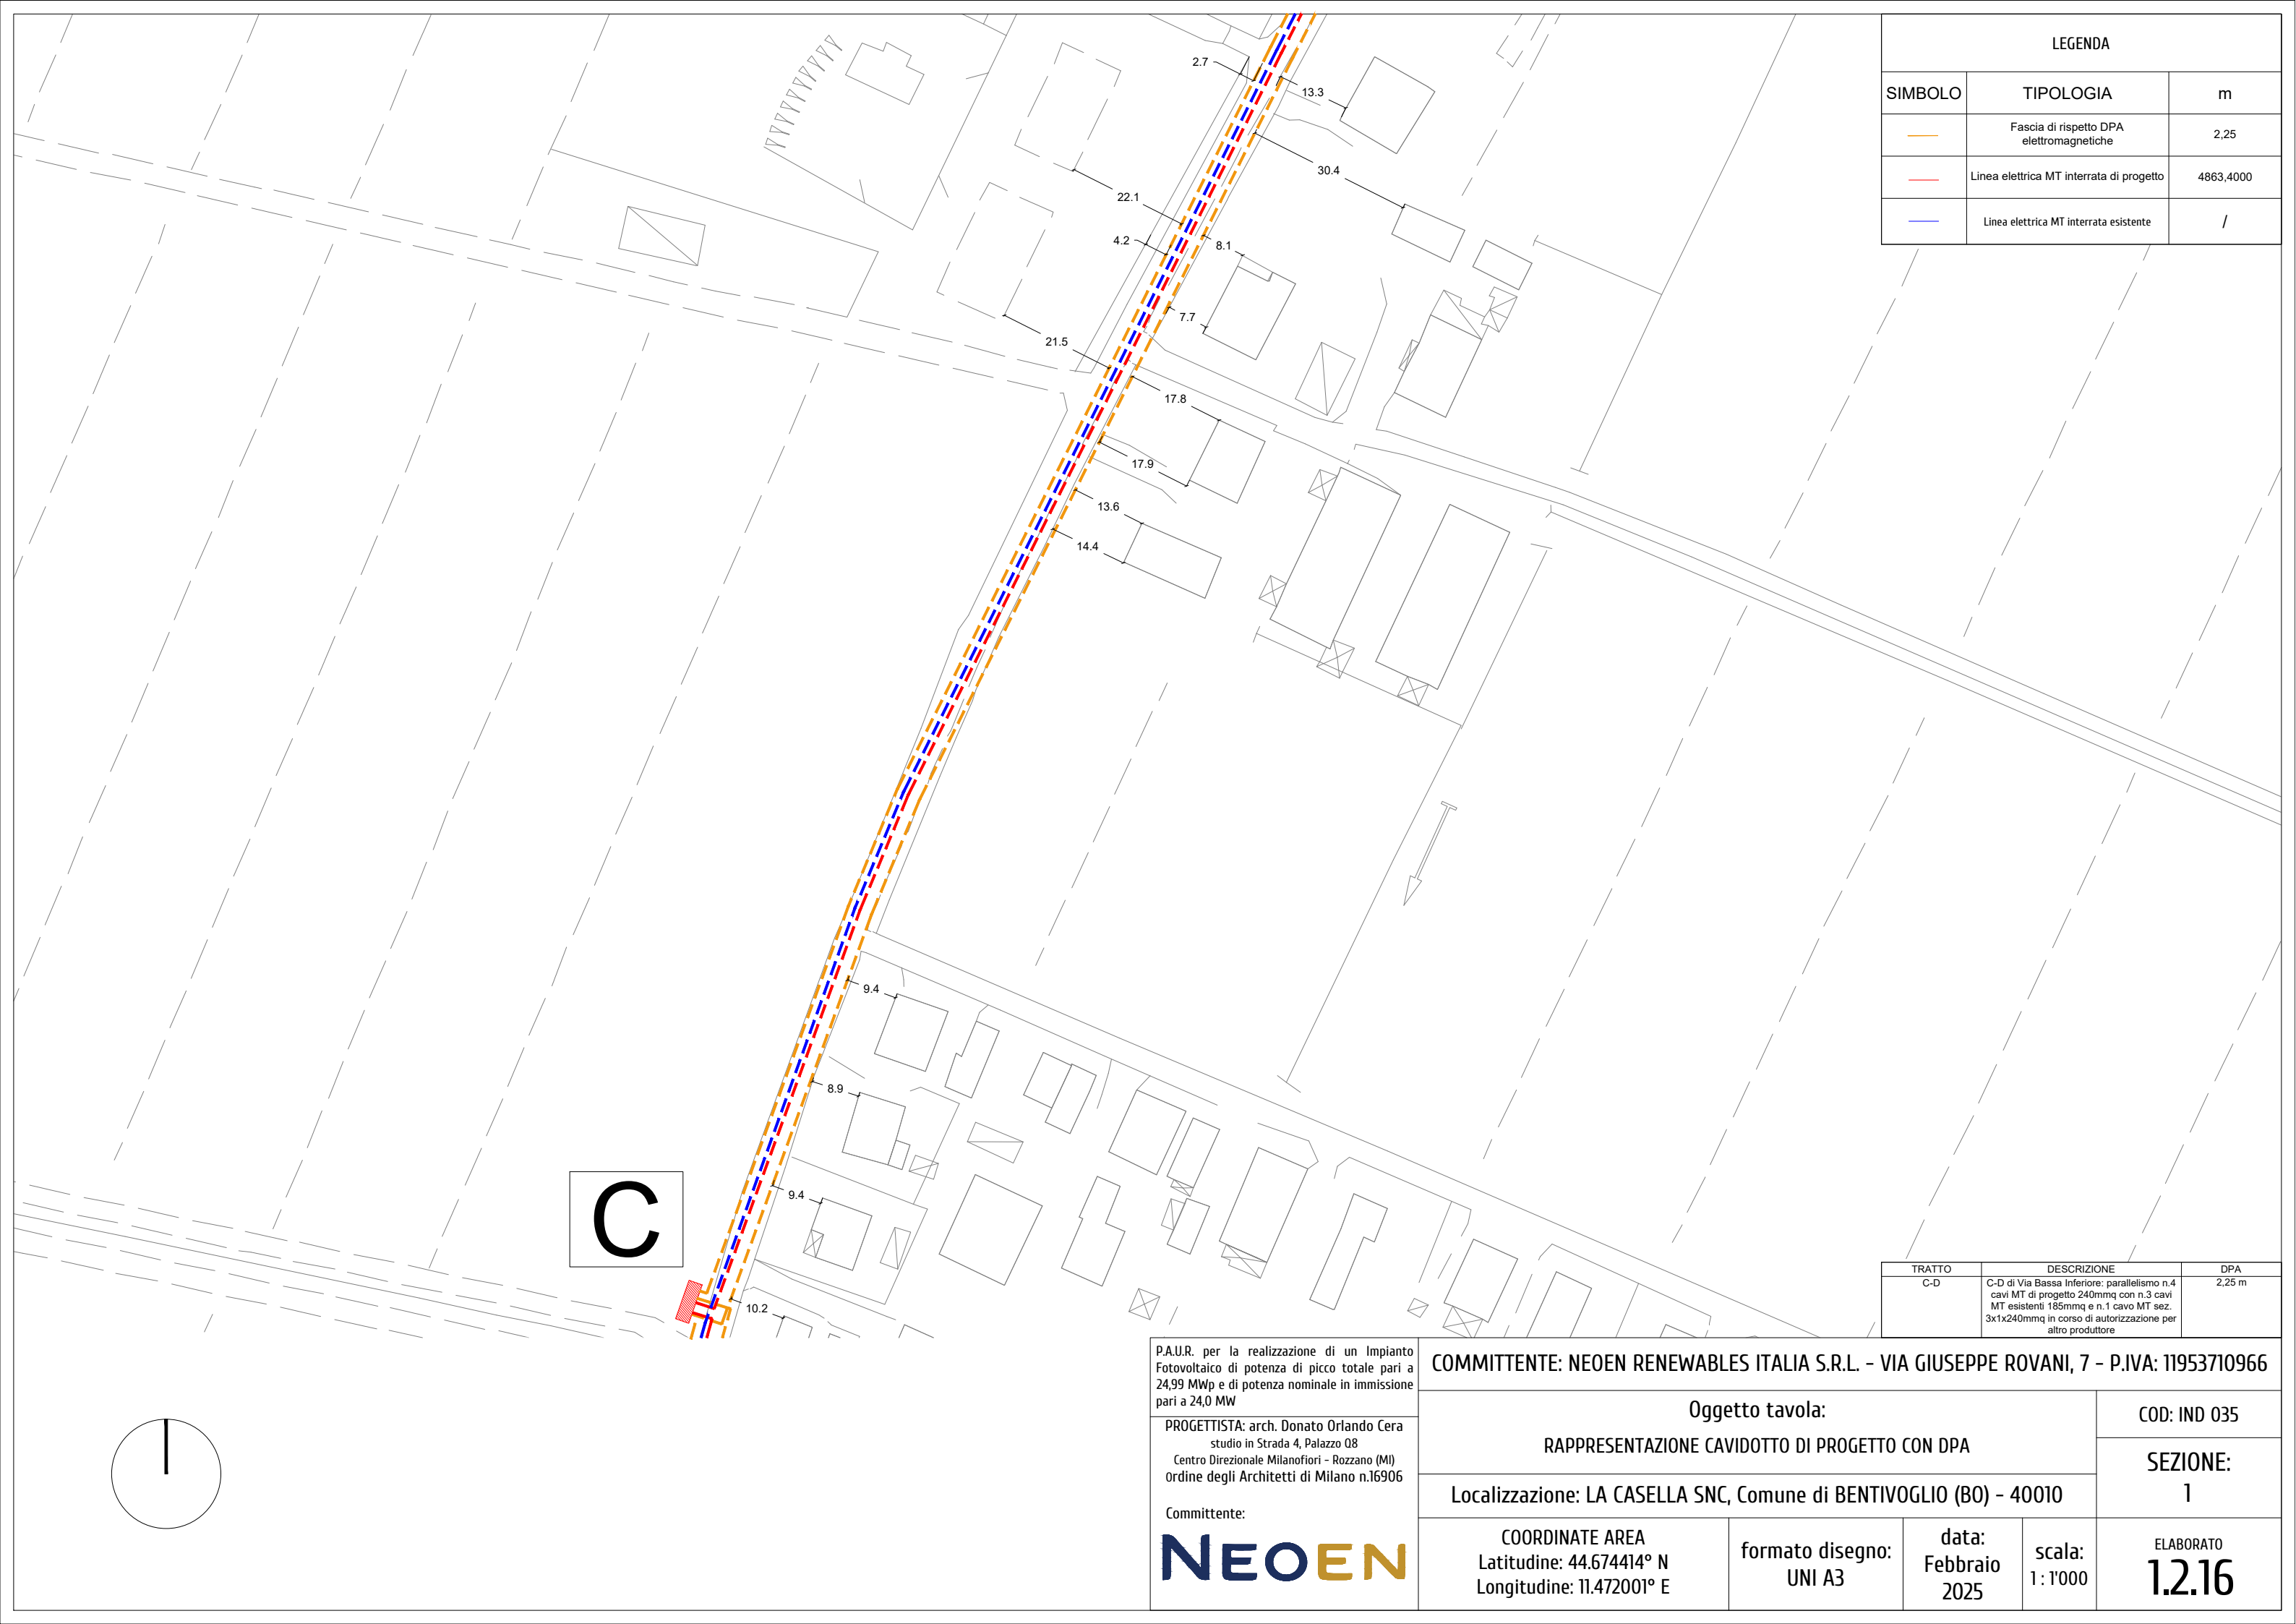 LEGENDA
SIMBOLO TIPOLOGIA m
Fascia di rispetto DPA
elettromagnetiche
2,25
Linea elettrica MT interrata di progetto 4863,4000
Linea elettrica MT interrata esistente /
2.7
13.3
30.4
22.1
4.2
8.1
7.7
21.5
17.8
17.9
13.6
14.4
9.4
8.9
9.4
10.2
C
TRATTO DESCRIZIONE DPA
C-D
C-D di Via Bassa Inferiore: parallelismo n.4
cavi MT di progetto 240mmq con n.3 cavi
MT esistenti 185mmq e n.1 cavo MT sez.
3x1x240mmq in corso di autorizzazione per
altro produttore
2,25 m
P.A.U.R. per la realizzazione di un Impianto
Fotovoltaico di potenza di picco totale pari a
24,99 MWp e di potenza nominale in immissione
pari a 24,0 MW
PROGETTISTA: arch. Donato Orlando Cera
studio in Strada 4, Palazzo Q8
Centro Direzionale Milanofiori - Rozzano (MI)
Ordine degli Architetti di Milano n.16906
Committente:
NEOEN
COMMITTENTE: NEOEN RENEWABLES ITALIA S.R.L. - VIA GIUSEPPE ROVANI, 7 - P.IVA: 11953710966
Oggetto tavola:
RAPPRESENTAZIONE CAVIDOTTO DI PROGETTO CON DPA
COD: IND 035
SEZIONE:
1
Localizzazione: LA CASELLA SNC, Comune di BENTIVOGLIO (BO) - 40010
COORDINATE AREA
Latitudine: 44.674414° N
Longitudine: 11.472001° E
formato disegno:
UNI A3
data:
Febbraio
2025
scala:
1 : 1'000
ELABORATO
1.2.16